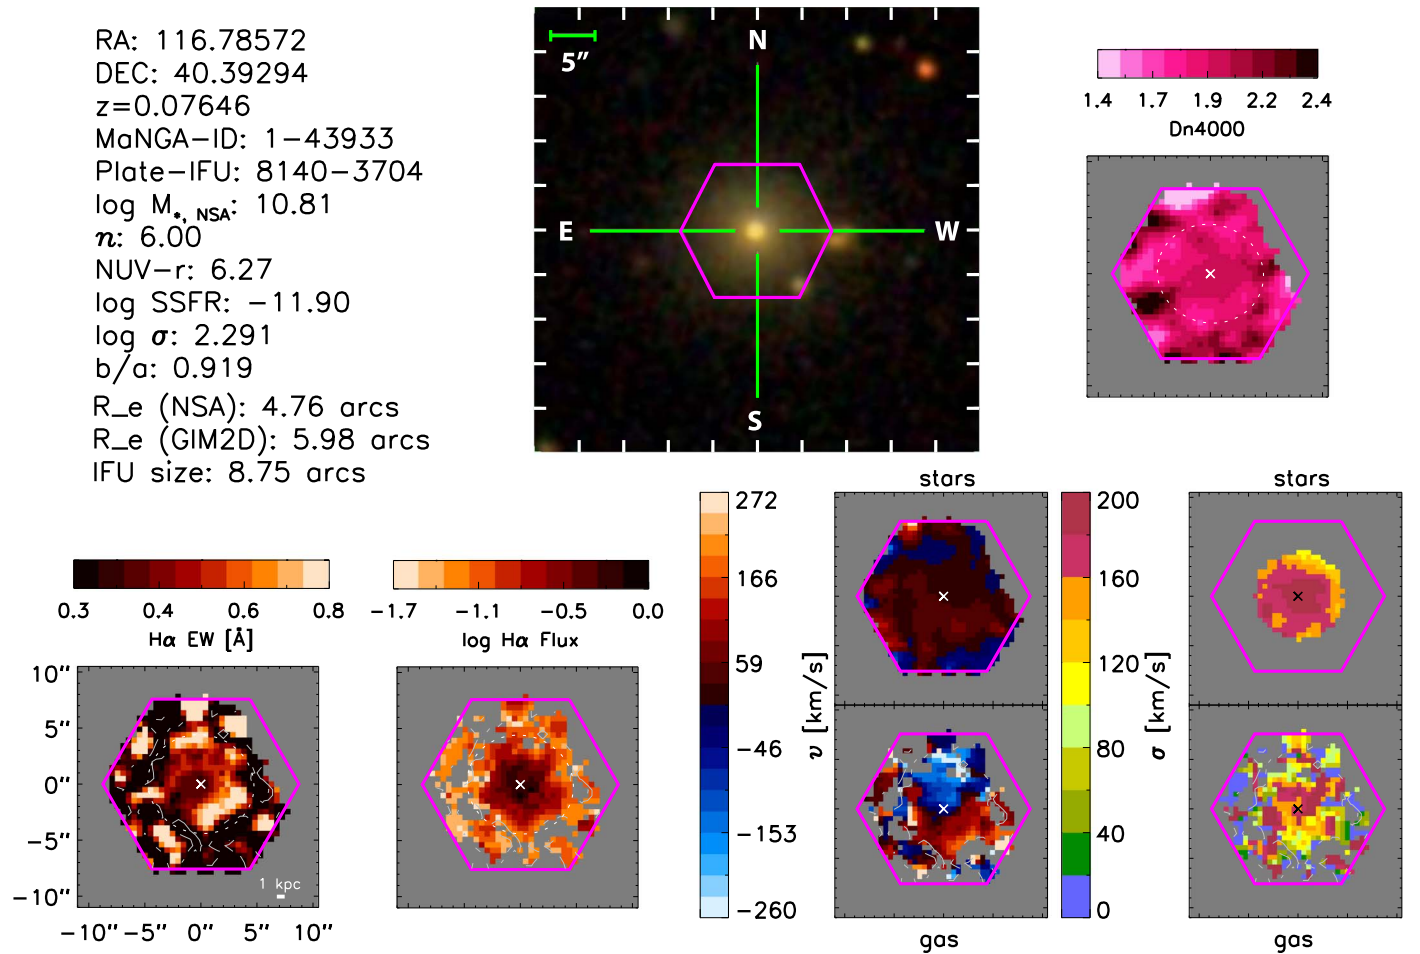 RA: 116.78572
DEC: 40.39294
z=0.07646
MaNGA-ID: 1-43933
Plate-IFU: 8140-3704
log M*, NSA: 10.81
n: 6.00
NUV-r: 6.27
log SSFR: -11.90
log σ: 2.291
b/a: 0.919
R_e (NSA): 4.76 arcs
R_e (GIM2D): 5.98 arcs
IFU size: 8.75 arcs
5″
N
E
W
S
1.4 1.7 1.9 2.2 2.4
Dn4000
0.3 0.4 0.6 0.8
Hα EW [Å]
10″
5″
0″
-5″
-10″
-10″ -5″ 0″ 5″ 10″
1 kpc
-1.7 -1.1 -0.5 0.0
log Hα Flux
272
166
59
-46
-153
-260
v [km/s]
stars
gas
200
160
120
80
40
0
σ [km/s]
stars
gas